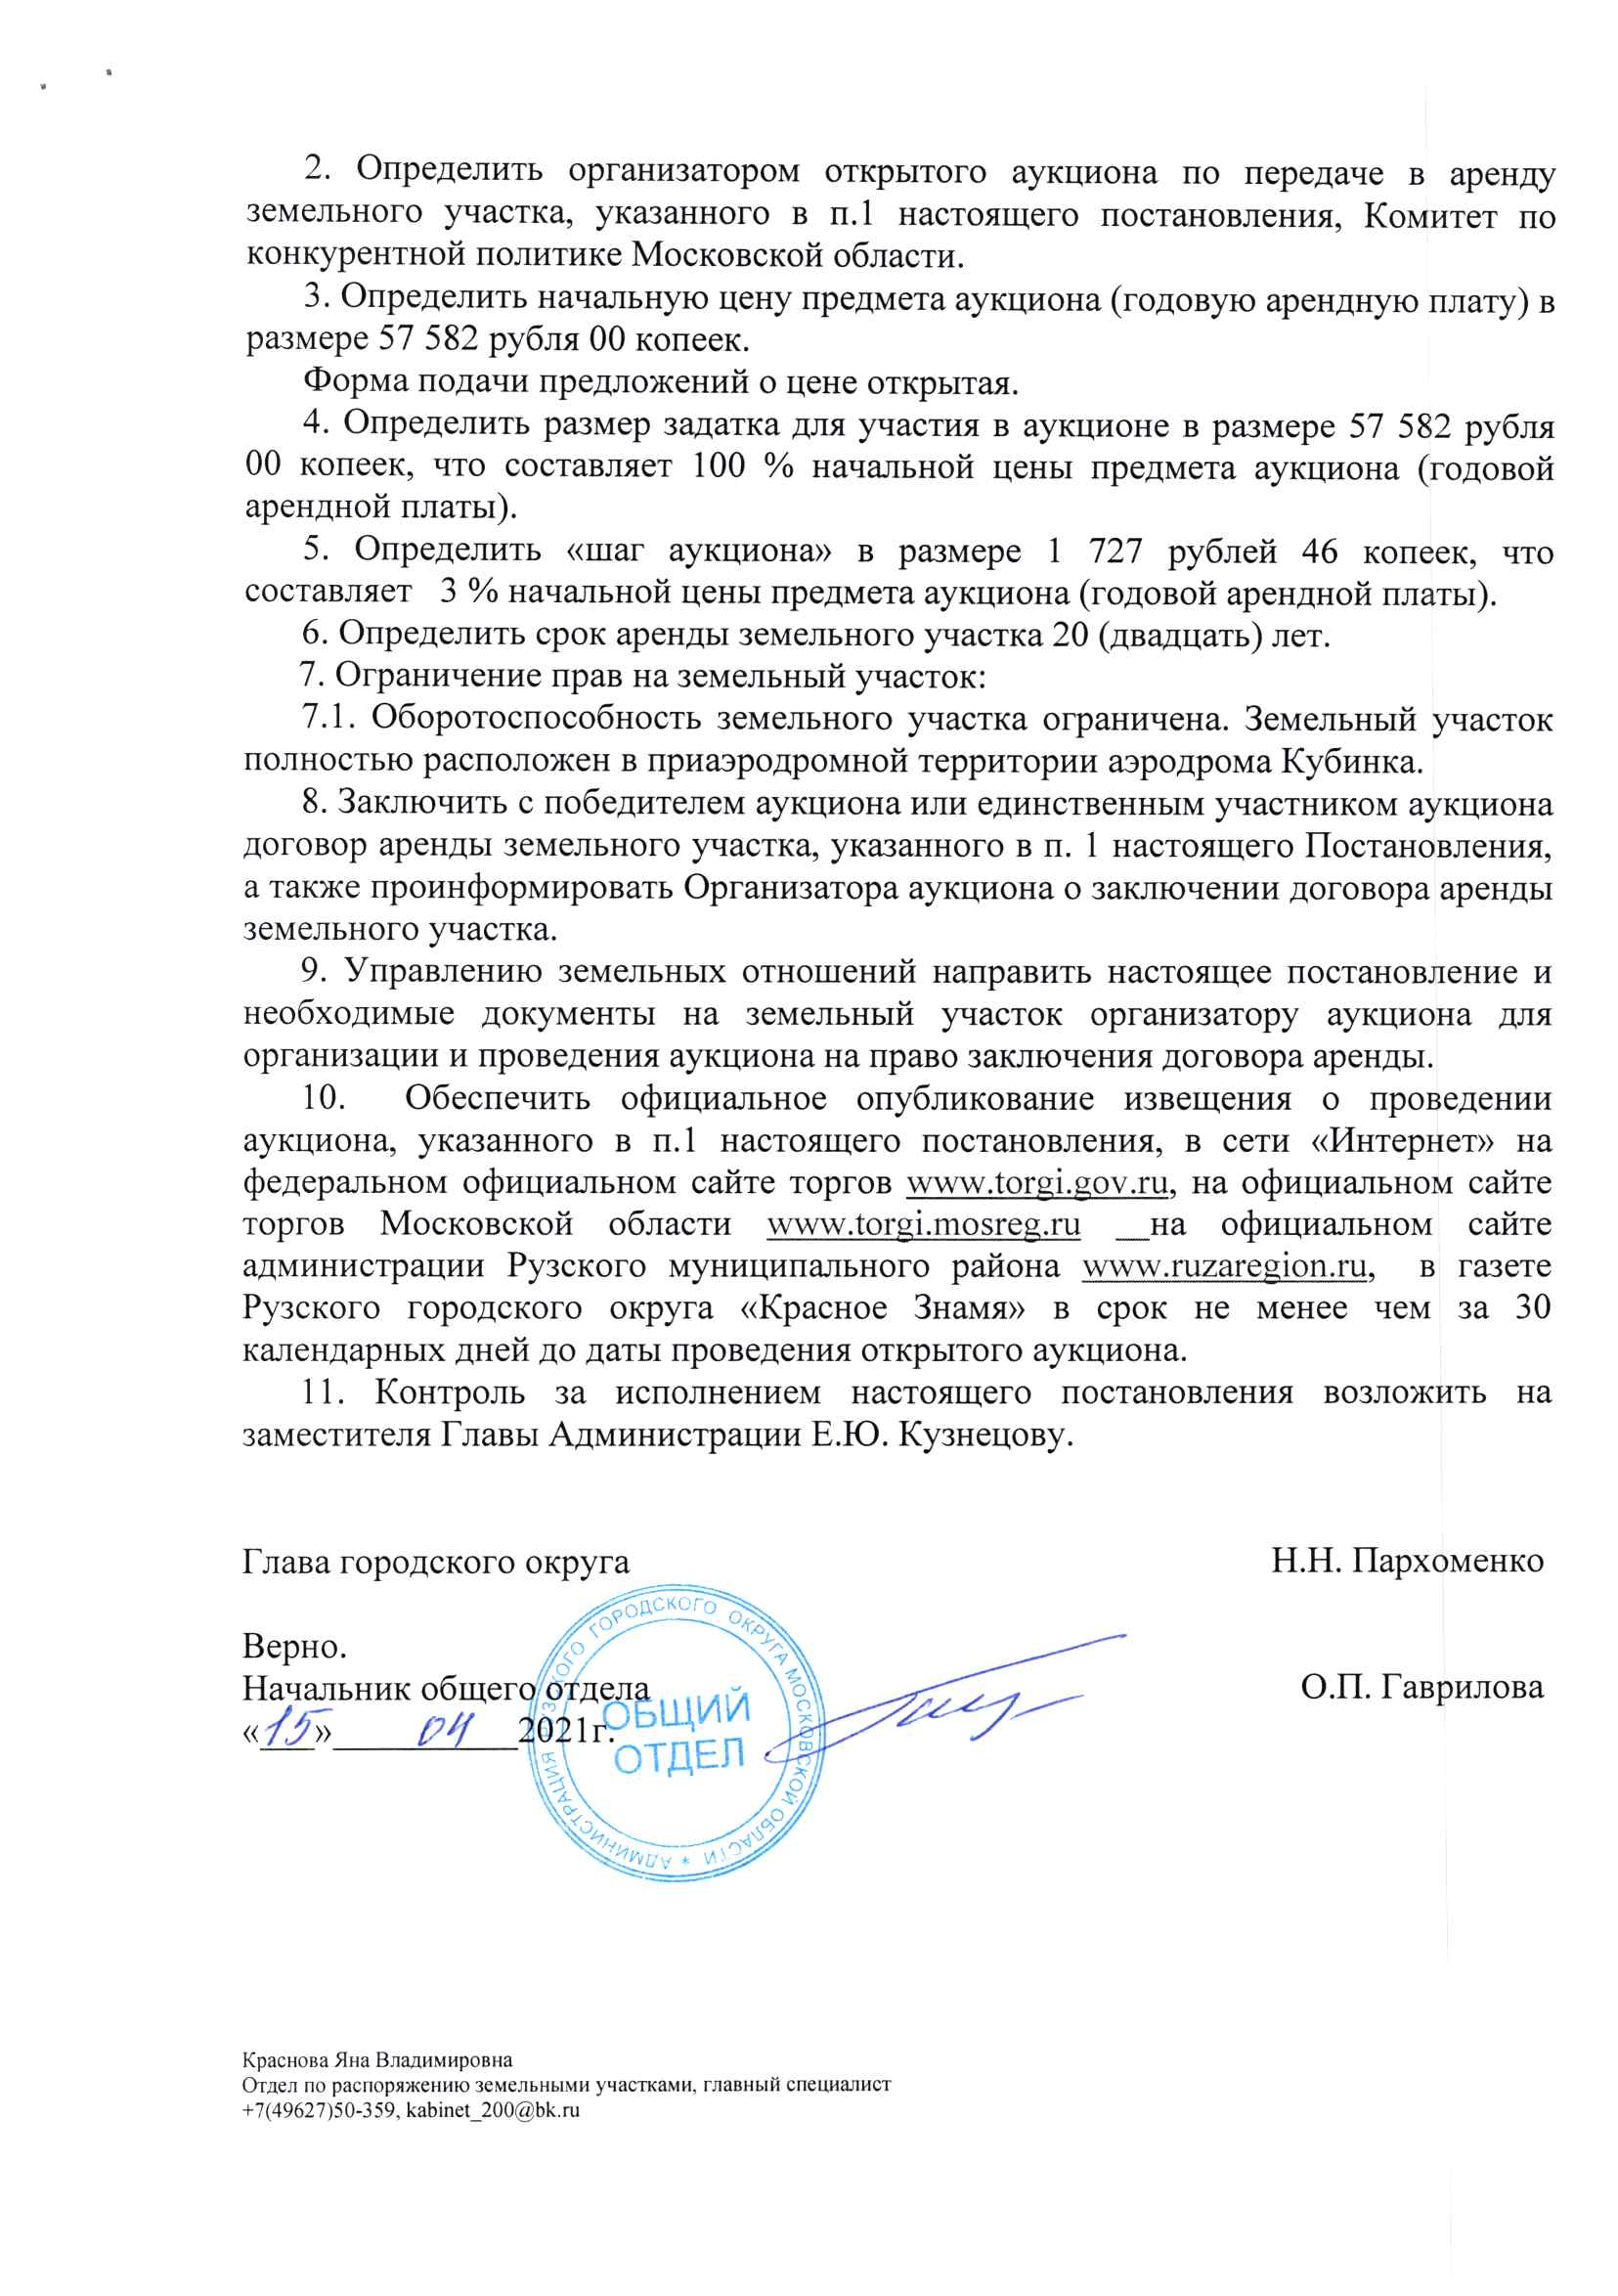 2. Определить организатором открытого аукциона по передаче в аренду
земельного участка, указанного в п.1 настоящего постановления, Комитет по
конкурентной политике Московской области.
3. Определить начальную цену предмета аукциона (годовую арендную плату) в
размере 57 582 рубля 00 копеек.
Форма подачи предложений о цене открытая.
4. Определить размер задатка для участия в аукционе в размере 57 582 рубля
00 копеек, что составляет 100 % начальной цены предмета аукциона (годовой
арендной платы).
5. Определить «шаг аукциона» в размере 1 727 рублей 46 копеек, что
составляет 3 % начальной цены предмета аукциона (годовой арендной платы).
6. Определить срок аренды земельного участка 20 (двадцать) лет.
7. Ограничение прав на земельный участок:
7.1. Оборотоспособность земельного участка ограничена. Земельный участок
полностью расположен в приаэродромной территории аэродрома Кубинка.
8. Заключить с победителем аукциона или единственным участником аукциона
договор аренды земельного участка, указанного в п. 1 настоящего Постановления,
а также проинформировать Организатора аукциона о заключении договора аренды
земельного участка.
9. Управлению земельных отношений направить настоящее постановление и
необходимые документы на земельный участок организатору аукциона для
организации и проведения аукциона на право заключения договора аренды.
10. Обеспечить официальное опубликование извещения о проведении
аукциона, указанного в п.1 настоящего постановления, в сети «Интернет» на
федеральном официальном сайте торгов www.torgi.gov.ru, на официальном сайте
торгов Московской области www.torgi.mosreg.ru на официальном сайте
администрации Рузского муниципального района www.ruzaregion.ru, в газете
Рузского городского округа «Красное Знамя» в срок не менее чем за 30
календарных дней до даты проведения открытого аукциона.
11. Контроль за исполнением настоящего постановления возложить на
заместителя Главы Администрации Е.Ю. Кузнецову.
Глава городского округа Н.Н. Пархоменко
Верно.
Начальник общего отдела О.П. Гаврилова
«15» 04 2021г.
АДМИНИСТРАЦИЯ РУЗСКОГО ГОРОДСКОГО ОКРУГА МОСКОВСКОЙ ОБЛАСТИ *
ОБЩИЙ
ОТДЕЛ
Краснова Яна Владимировна
Отдел по распоряжению земельными участками, главный специалист
+7(49627)50-359, kabinet_200@bk.ru